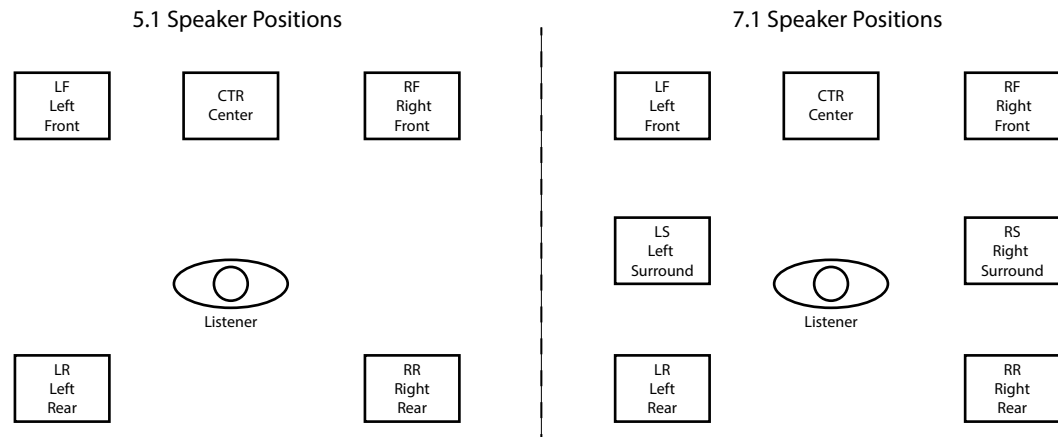 5.1 Speaker Positions
LF
Left
Front
CTR
Center
RF
Right
Front
Listener
LR
Left
Rear
RR
Right
Rear
7.1 Speaker Positions
LF
Left
Front
CTR
Center
RF
Right
Front
LS
Left
Surround
RS
Right
Surround
Listener
LR
Left
Rear
RR
Right
Rear